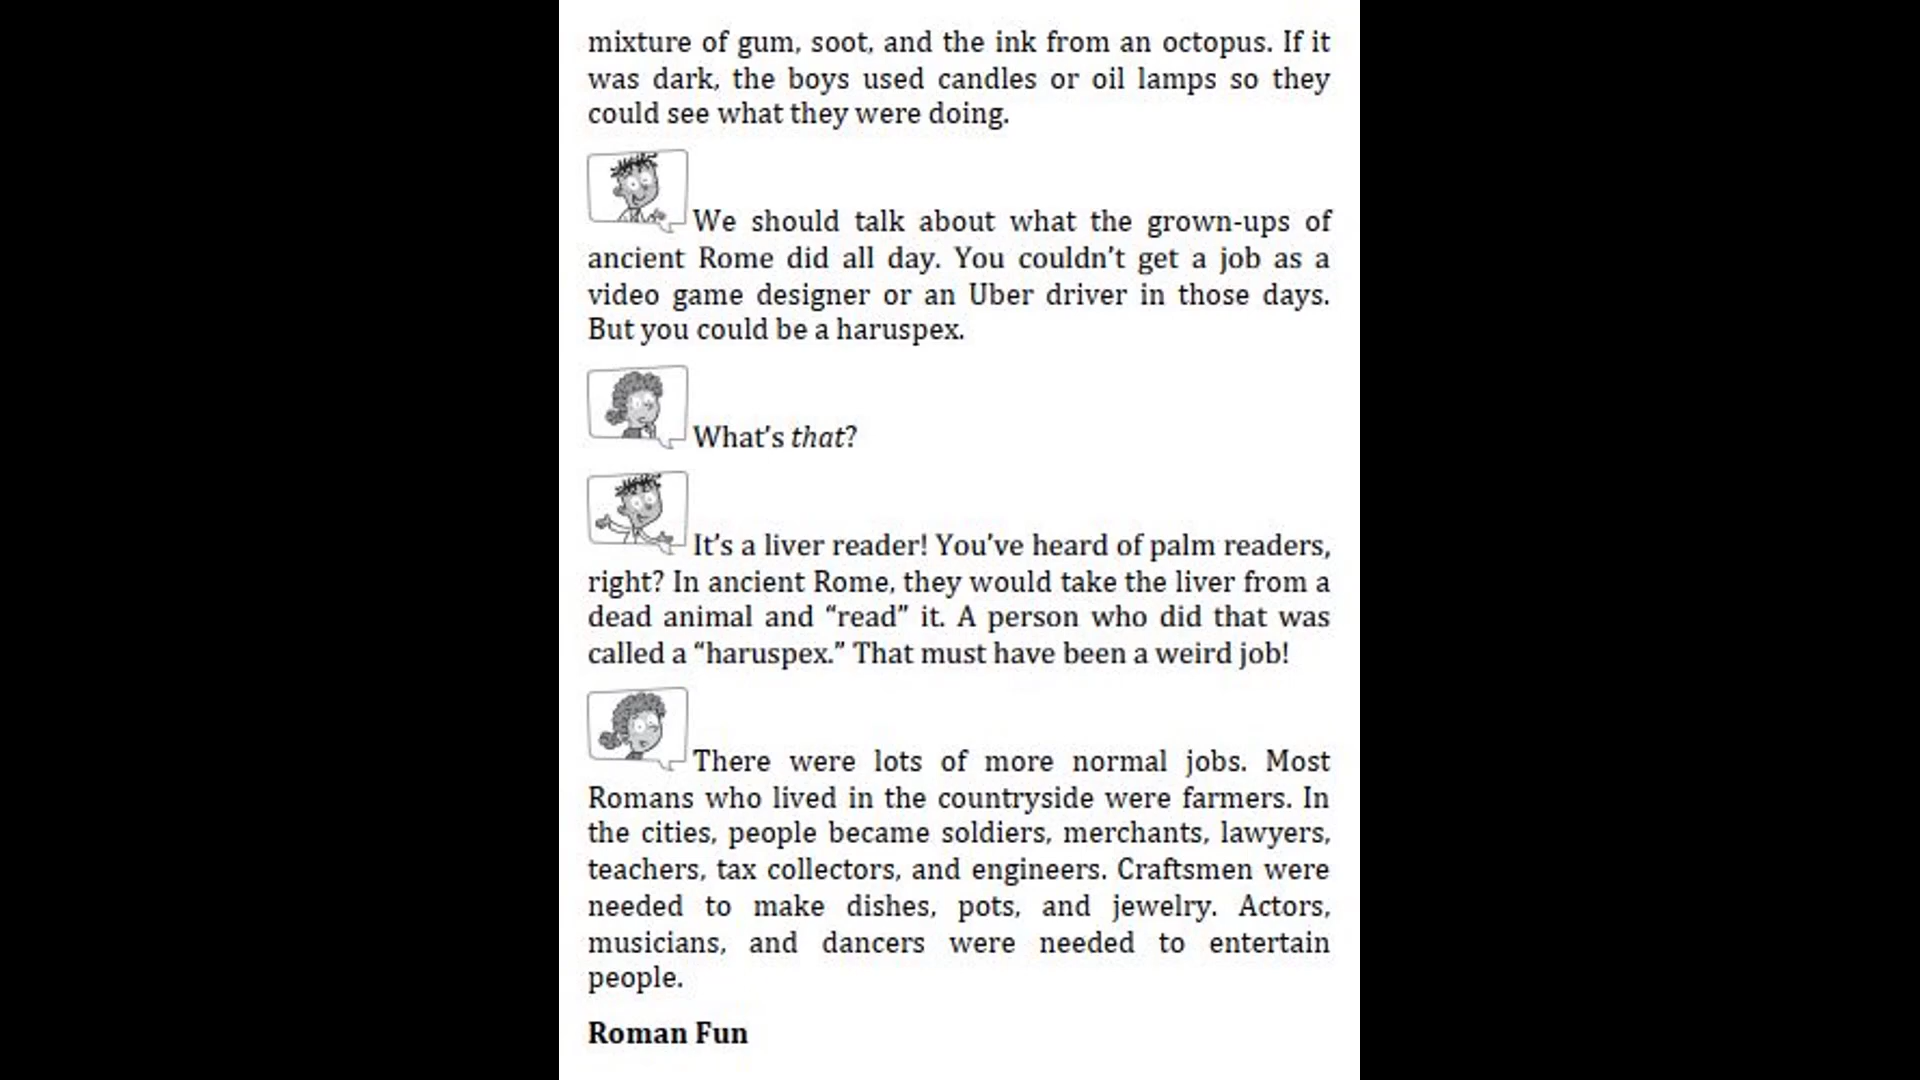 mixture of gum, soot, and the ink from an octopus. If it
was dark, the boys used candles or oil lamps so they
could see what they were doing.
We should talk about what the grown-ups of
ancient Rome did all day. You couldn’t get a job as a
video game designer or an Uber driver in those days.
But you could be a haruspex.
What’s that?
It’s a liver reader! You’ve heard of palm readers,
right? In ancient Rome, they would take the liver from a
dead animal and “read” it. A person who did that was
called a “haruspex.” That must have been a weird job!
There were lots of more normal jobs. Most
Romans who lived in the countryside were farmers. In
the cities, people became soldiers, merchants, lawyers,
teachers, tax collectors, and engineers. Craftsmen were
needed to make dishes, pots, and jewelry. Actors,
musicians, and dancers were needed to entertain
people.
Roman Fun